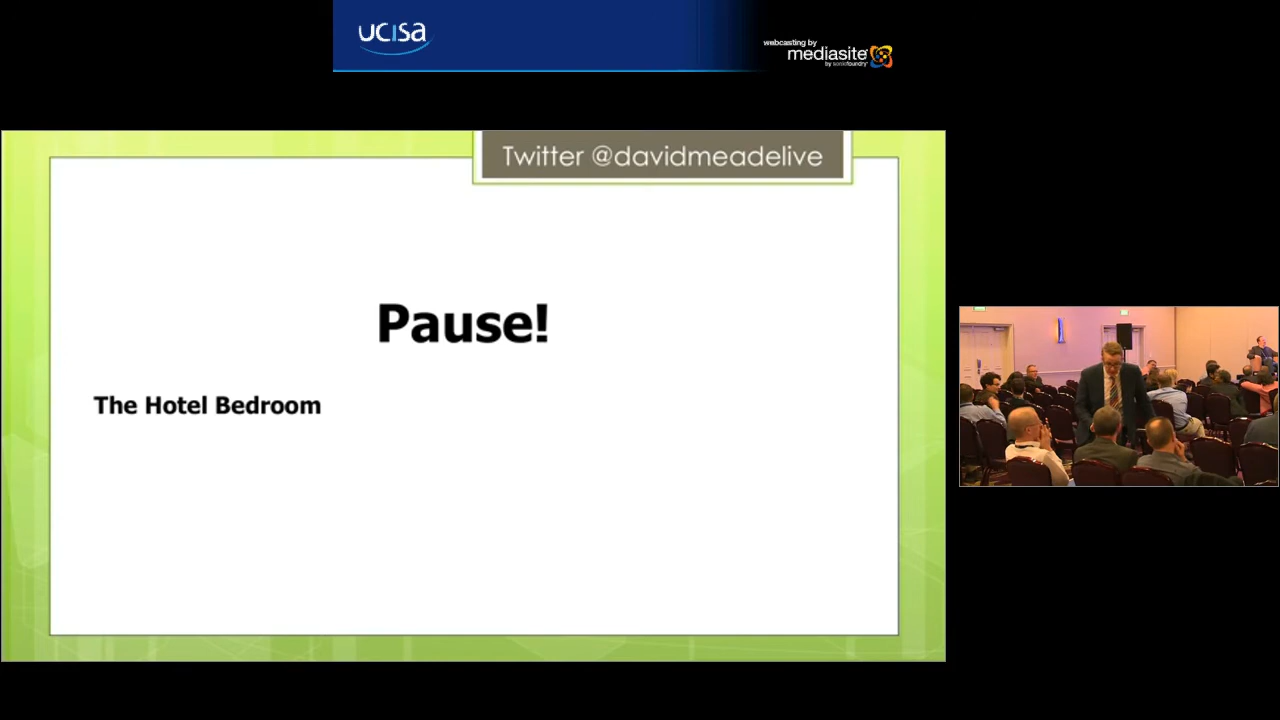 ucisa
webcasting by
mediasite
by sonicfoundry
Twitter @davidmeadelive
Pause!
The Hotel Bedroom